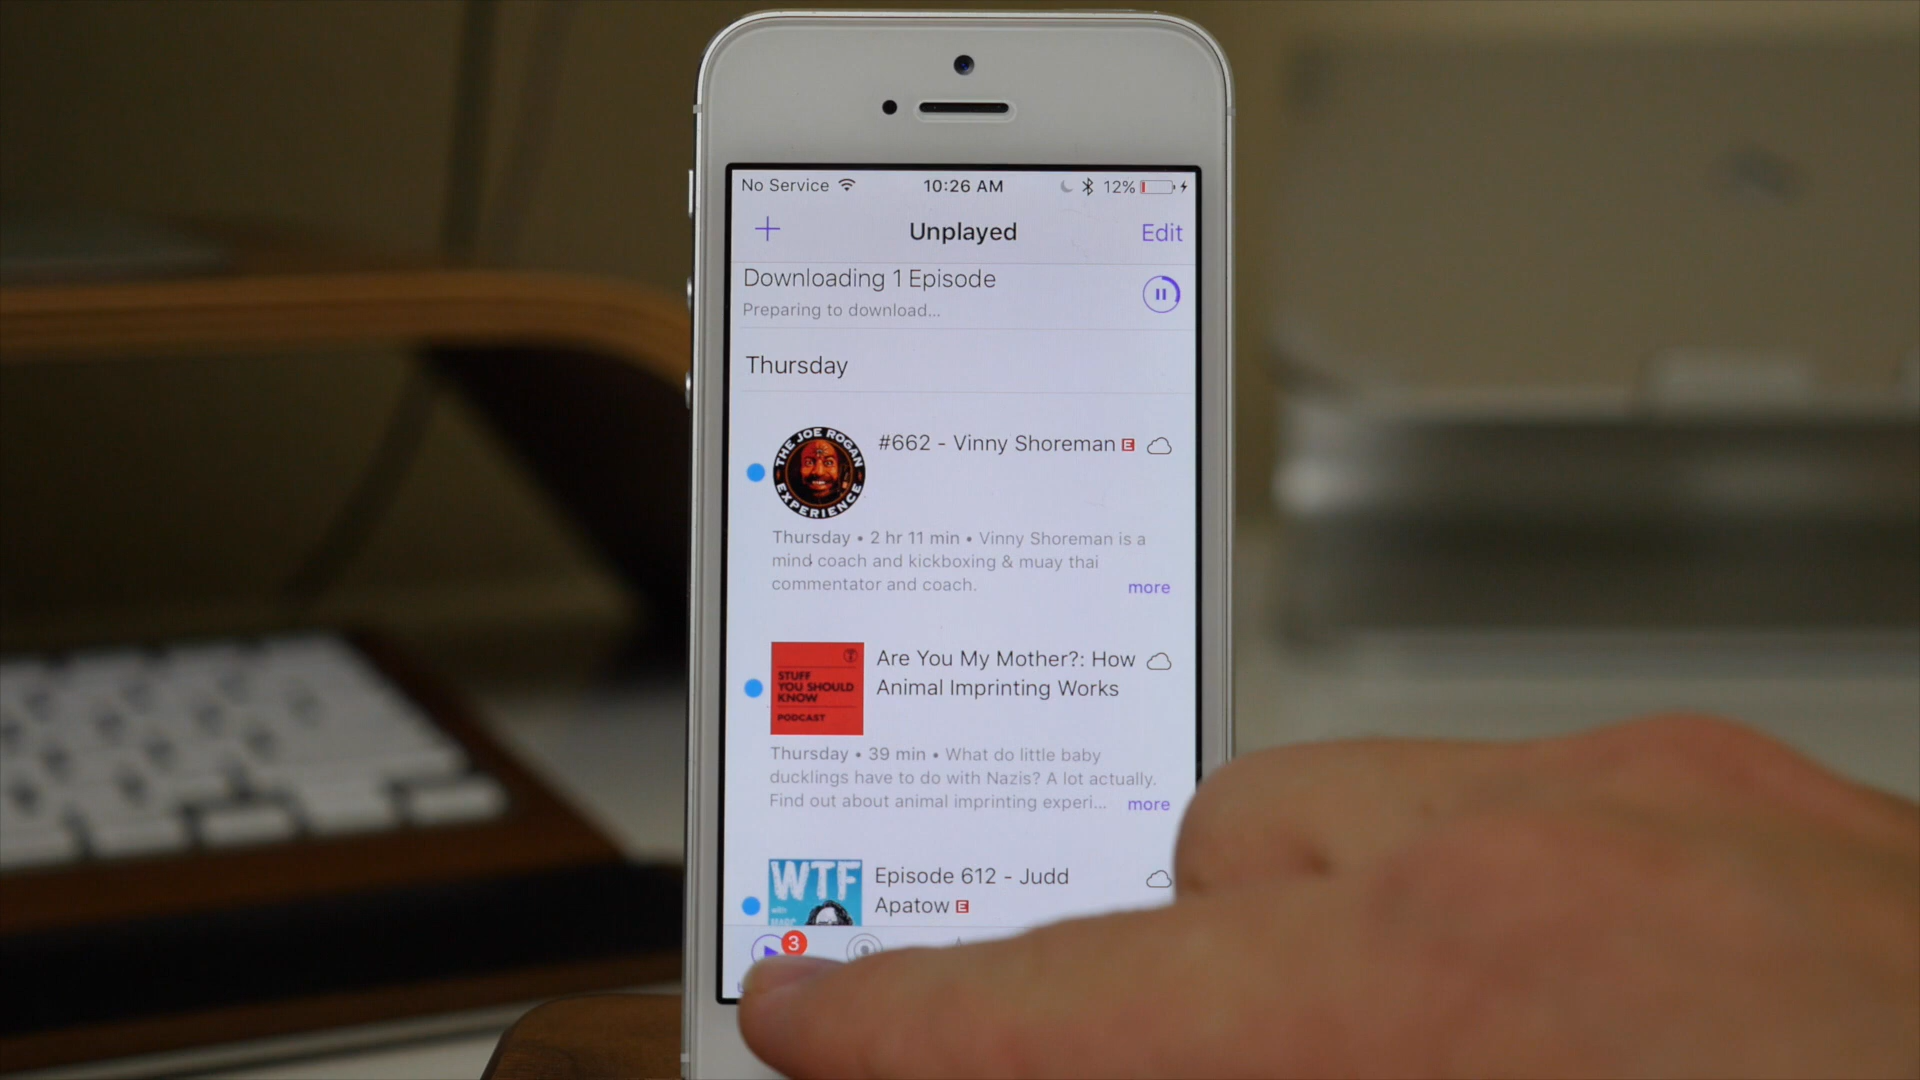 No Service 10:26 AM 12%
+ Unplayed Edit
Downloading 1 Episode
Preparing to download...
Thursday
THE JOE ROGAN
EXPERIENCE
#662 - Vinny Shoreman E
Thursday • 2 hr 11 min • Vinny Shoreman is a
mind coach and kickboxing & muay thai
commentator and coach. more
STUFF
YOU SHOULD
KNOW
PODCAST
Are You My Mother?: How
Animal Imprinting Works
Thursday • 39 min • What do little baby
ducklings have to do with Nazis? A lot actually.
Find out about animal imprinting experi... more
WTF
with
Episode 612 - Judd
Apatow E
3